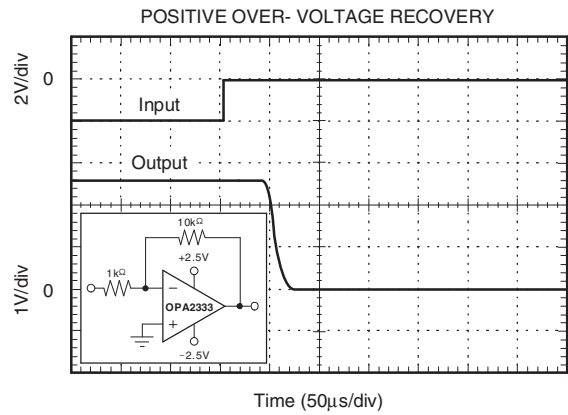 POSITIVE OVER- VOLTAGE RECOVERY
2V/div
0
Input
Output
10kΩ
+2.5V
1kΩ
OPA2333
−2.5V
1V/div
0
Time (50μs/div)